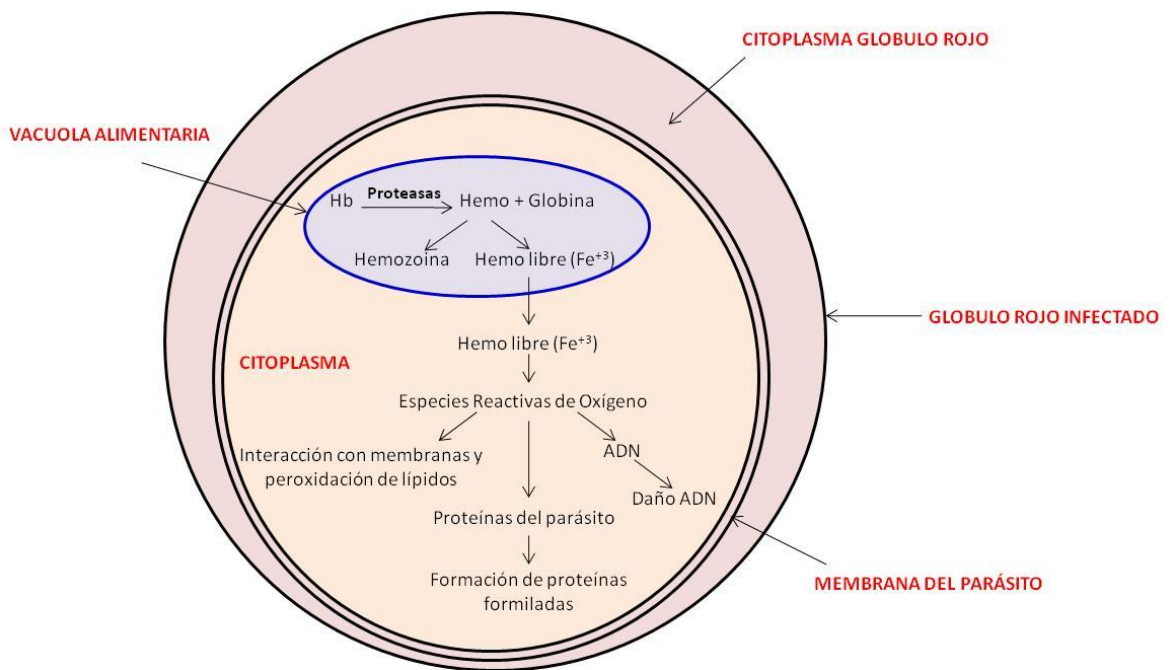 CITOPLASMA GLOBULO ROJO
VACUOLA ALIMENTARIA
Hb
Proteasas
Hemo + Globina
Hemozoina
Hemo libre (Fe⁺³)
GLOBULO ROJO INFECTADO
Hemo libre (Fe⁺³)
CITOPLASMA
Especies Reactivas de Oxígeno
Interacción con membranas y
peroxidación de lípidos
ADN
Daño ADN
Proteínas del parásito
MEMBRANA DEL PARÁSITO
Formación de proteínas
formiladas